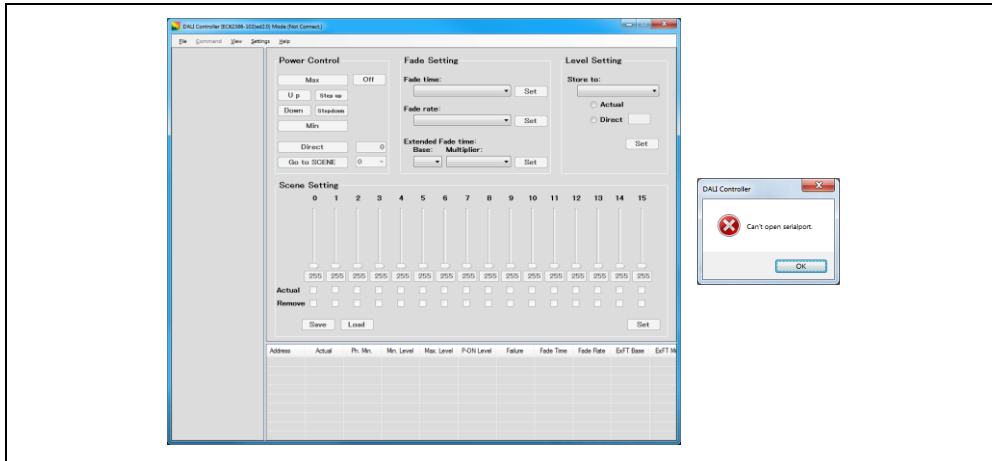 DALI Controller IEC62386-102(ed2.0) Mode (Not Connect)
File Command View Settings Help
Power Control
Max Off
Up Step up
Down Stepdown
Min
Direct 0
Go to SCENE 0
Fade Setting
Fade time:
Set
Fade rate:
Set
Extended Fade time:
Base: Multiplier:
Set
Level Setting
Store to:
Actual
Direct
Set
Scene Setting
0 1 2 3 4 5 6 7 8 9 10 11 12 13 14 15
255 255 255 255 255 255 255 255 255 255 255 255 255 255 255 255
Actual
Remove
Save Load Set
Address Actual Ph. Min. Min. Level Max. Level P-ON Level Failure Fade Time Fade Rate ExFT Base ExFT M
DALI Controller
Can't open serialport.
OK